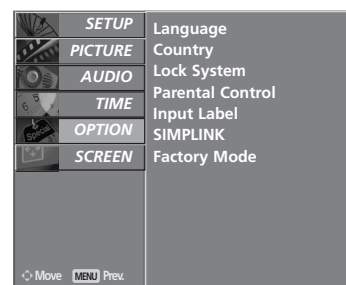 SETUP
PICTURE
AUDIO
TIME
OPTION
SCREEN
Language
Country
Lock System
Parental Control
Input Label
SIMPLINK
Factory Mode
Move MENU Prev.